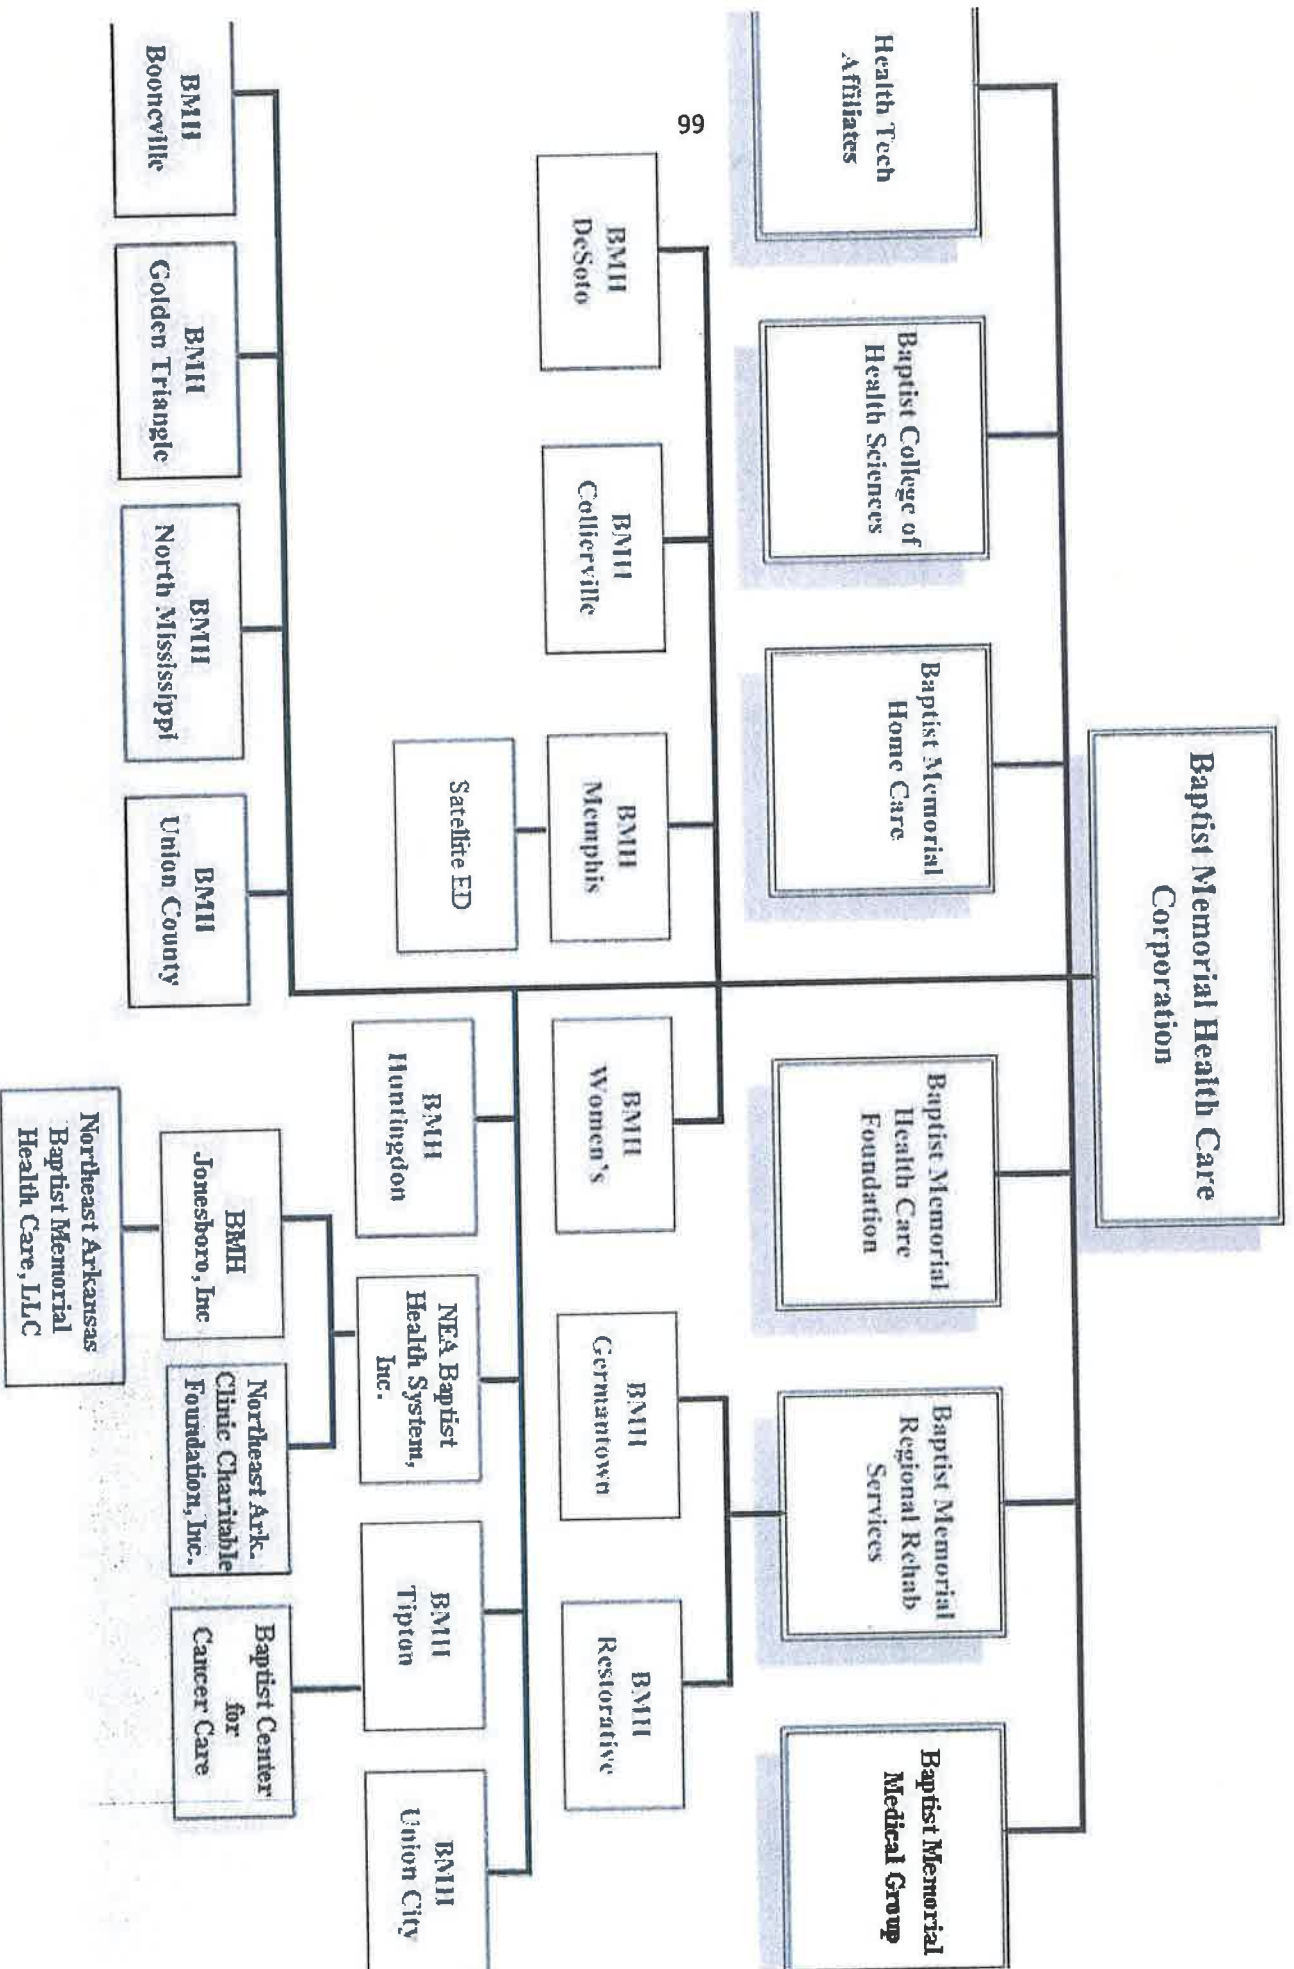 Baptist Memorial Health Care
Corporation
Health Tech
Affiliates
Baptist College of
Health Sciences
Baptist Memorial
Home Care
Baptist Memorial
Health Care
Foundation
Baptist Memorial
Regional Rehab
Services
Baptist Memorial
Medical Group
BMH
DeSoto
BMH
Collierville
BMH
Memphis
Satellite ED
BMH
Women's
BMH
Germantown
BMH
Restorative
BMH
Huntingdon
NEA Baptist
Health System,
Inc.
BMH
Tipton
BMH
Union City
BMH
Jonesboro, Inc
Northeast Ark.
Clinic Charitable
Foundation, Inc.
Baptist Center
for
Cancer Care
Northeast Arkansas
Baptist Memorial
Health Care, LLC
BMH
Booneville
BMH
Golden Triangle
BMH
North Mississippi
BMH
Union County
99